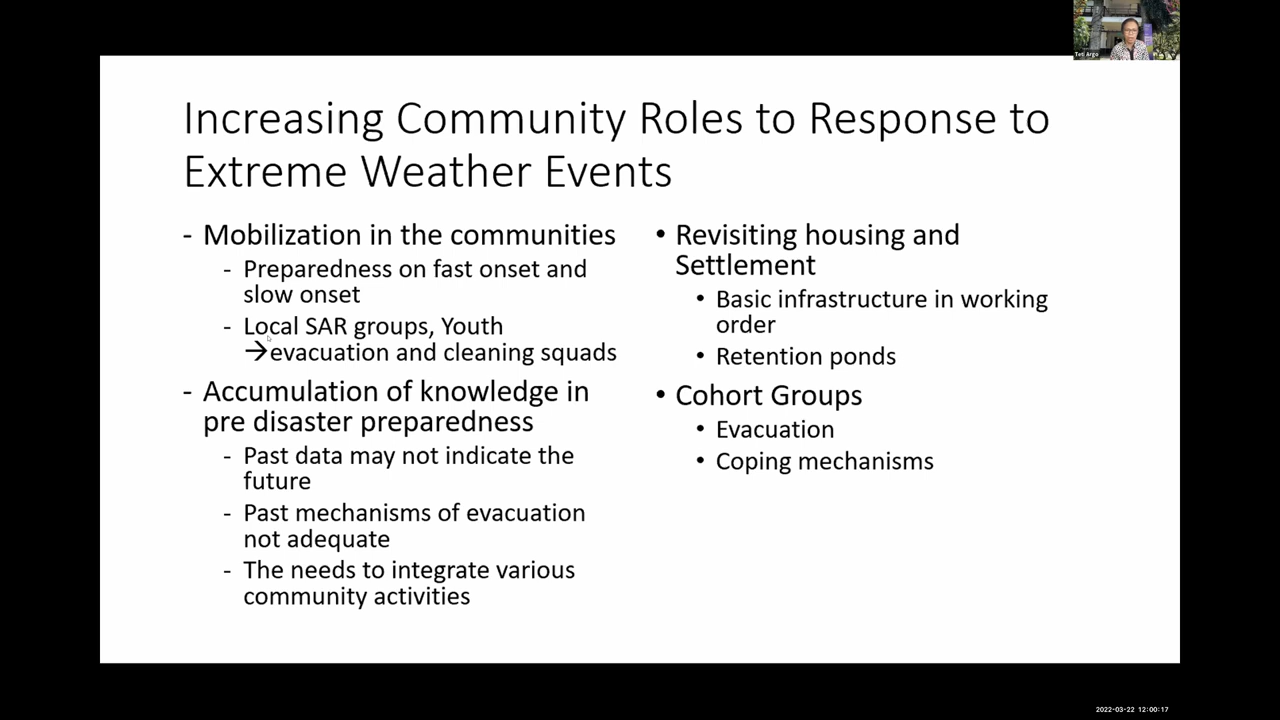 Teti Argo
Increasing Community Roles to Response to
Extreme Weather Events
- Mobilization in the communities
- Preparedness on fast onset and
slow onset
- Local SAR groups, Youth
→evacuation and cleaning squads
- Accumulation of knowledge in
pre disaster preparedness
- Past data may not indicate the
future
- Past mechanisms of evacuation
not adequate
- The needs to integrate various
community activities
• Revisiting housing and
Settlement
• Basic infrastructure in working
order
• Retention ponds
• Cohort Groups
• Evacuation
• Coping mechanisms
2022-03-22 12:00:17